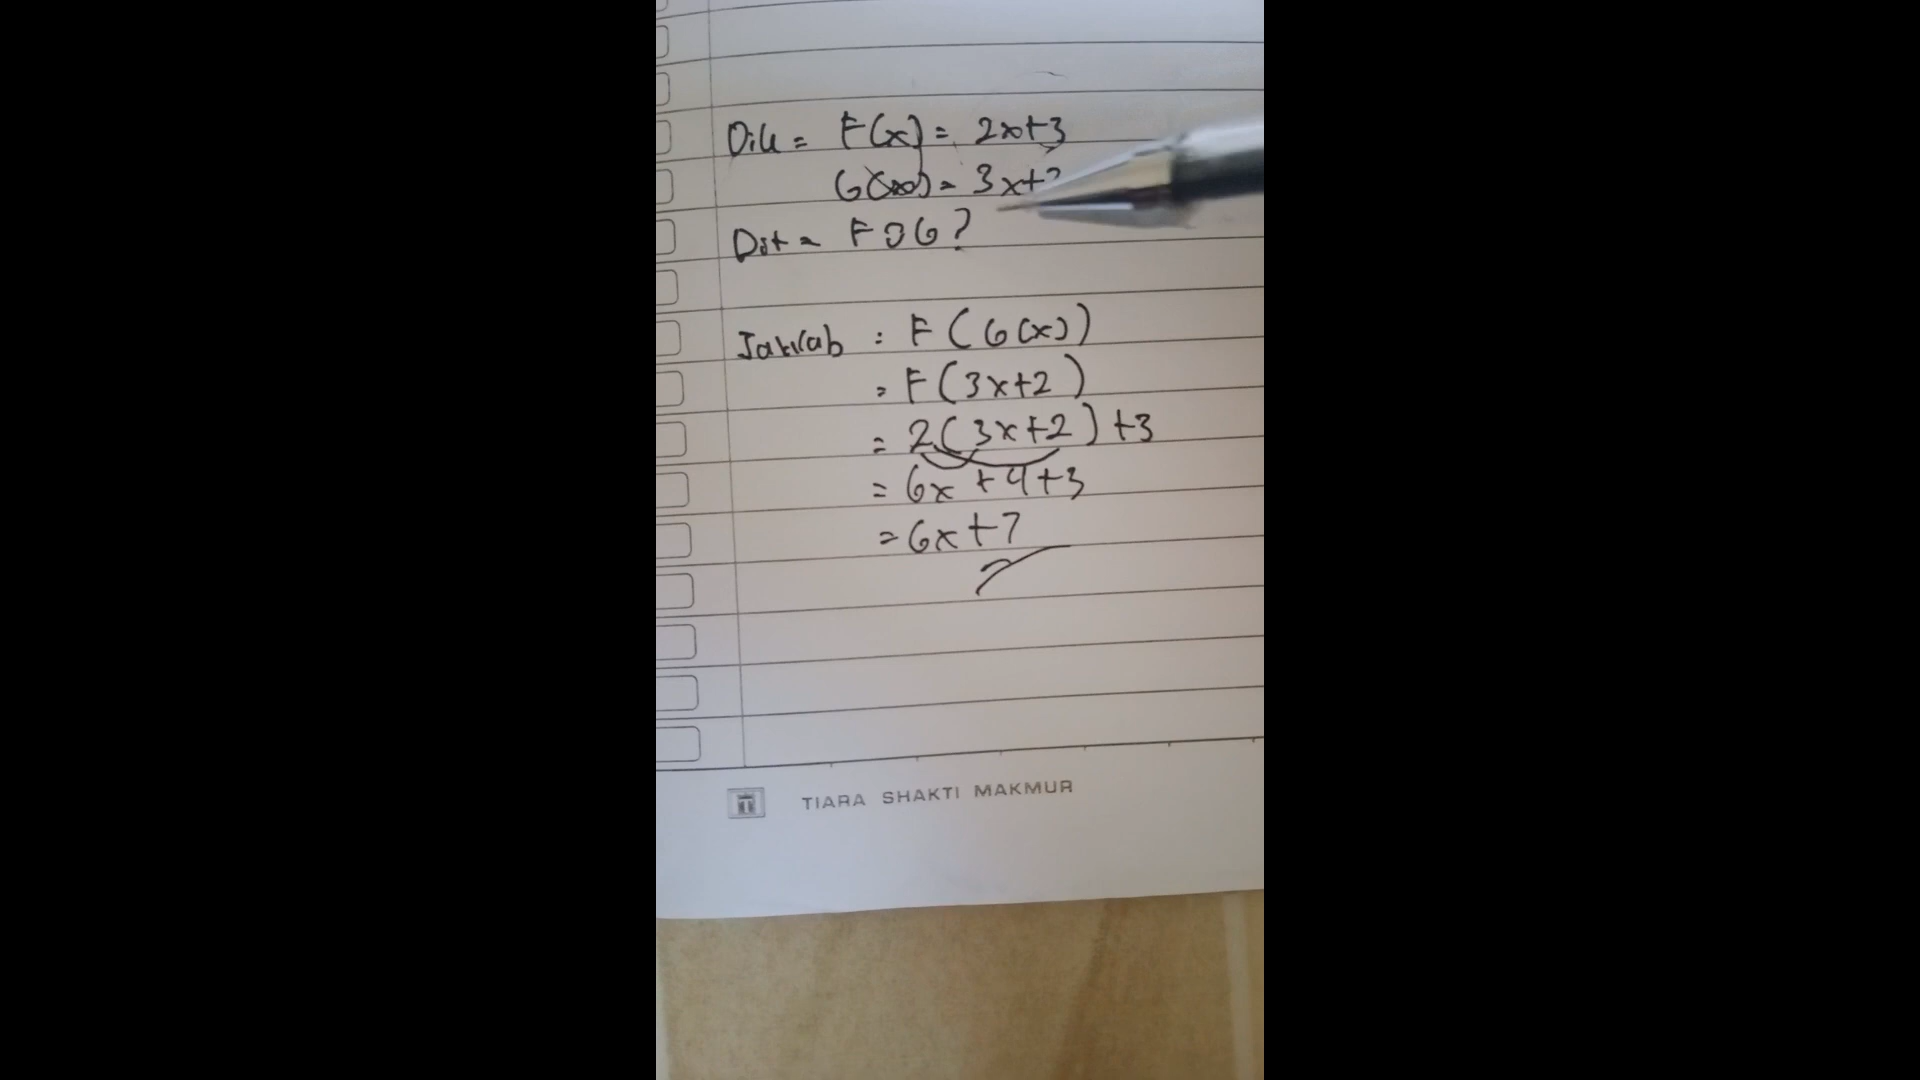 Dik = F(x) = 2x+3
G(x) = 3x+2
Dit = F o G ?
Jawab : F ( G(x) )
= F ( 3x+2 )
= 2 ( 3x+2 ) +3
= 6x + 4 + 3
= 6x + 7
TIARA SHAKTI MAKMUR